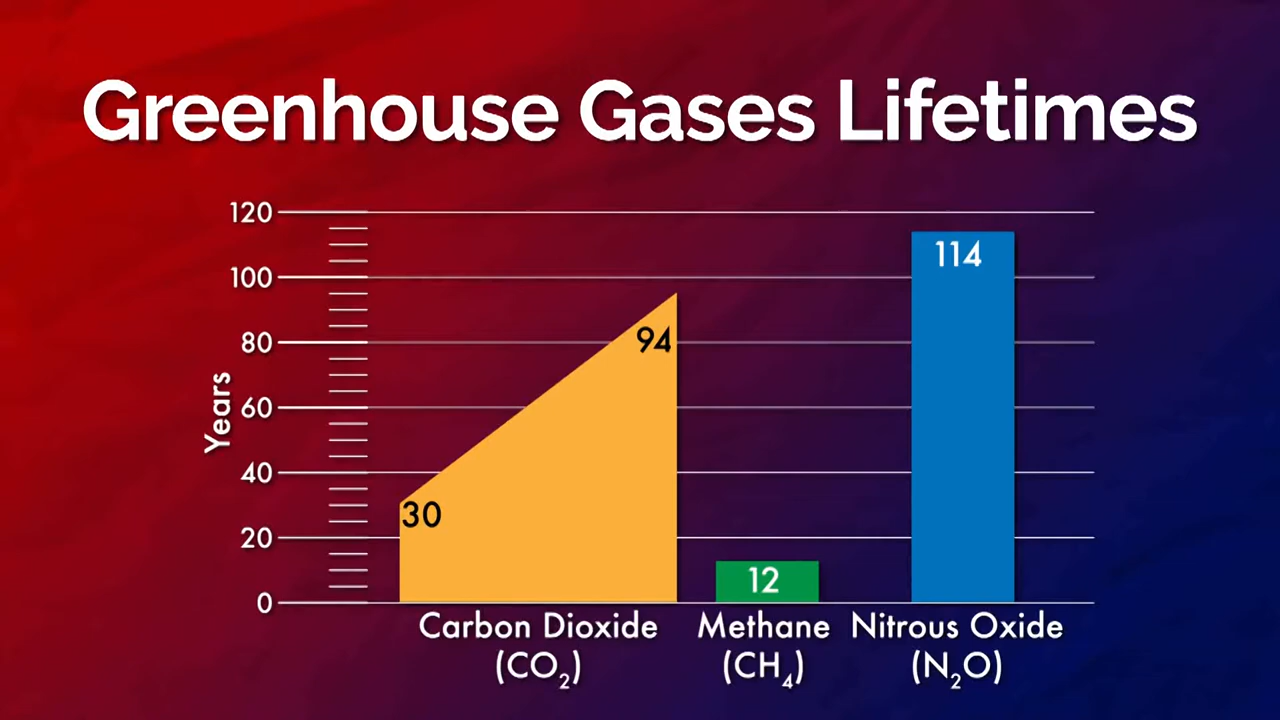 Greenhouse Gases Lifetimes
120
100
80
60
40
20
0
Years
30
94
12
114
Carbon Dioxide
(CO₂)
Methane
(CH₄)
Nitrous Oxide
(N₂O)